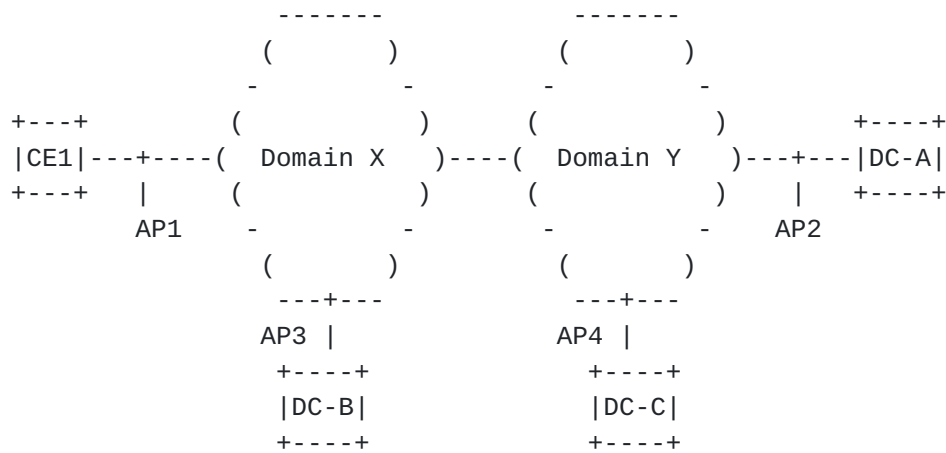 -------            -------
            (       )          (       )
           -         -        -         -
+---+     (           )      (           )        +----+
|CE1|---+----(  Domain X   )----(  Domain Y   )---+---|DC-A|
+---+   |     (           )      (           )    |   +----+
       AP1    -         -        -         -    AP2
            (       )          (       )
             ---+---            ---+---
            AP3 |              AP4 |
             +----+              +----+
             |DC-B|              |DC-C|
             +----+              +----+